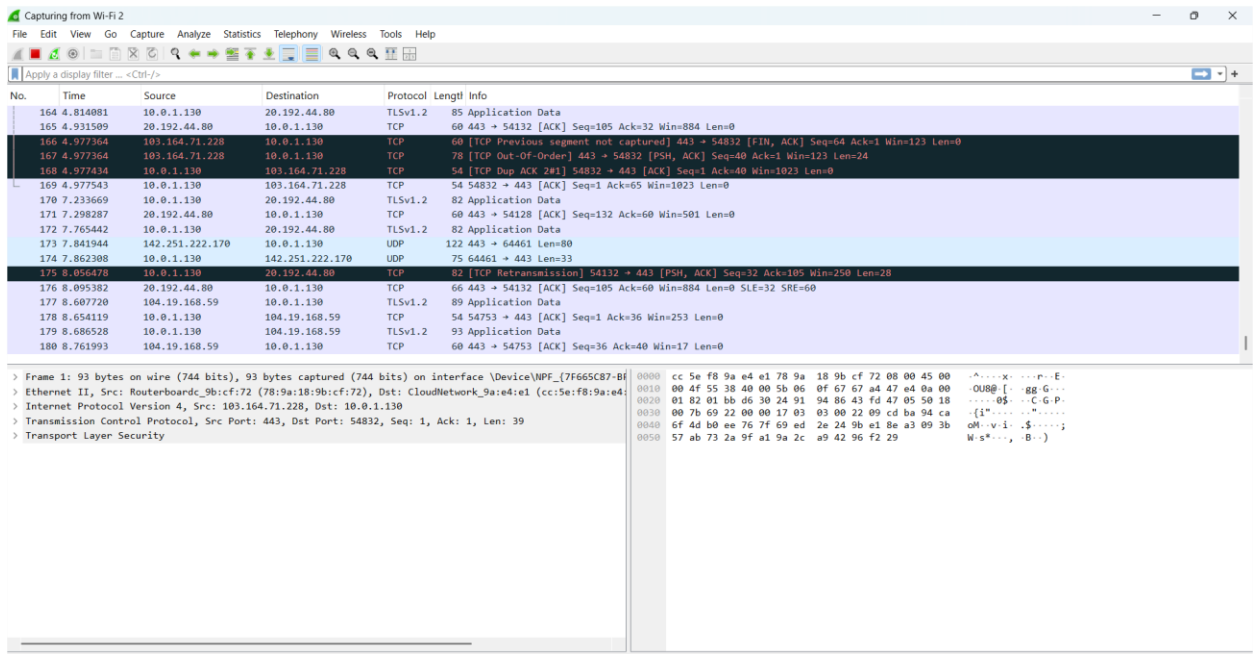 Capturing from Wi-Fi 2
File Edit View Go Capture Analyze Statistics Telephony Wireless Tools Help
Apply a display filter ... <Ctrl-/>
No. Time Source Destination Protocol Lengtl Info
164 4.814081 10.0.1.130 20.192.44.80 TLSv1.2 85 Application Data
165 4.931509 20.192.44.80 10.0.1.130 TCP 60 443 → 54132 [ACK] Seq=105 Ack=32 Win=884 Len=0
166 4.977364 103.164.71.228 10.0.1.130 TCP 60 [TCP Previous segment not captured] 443 → 54832 [FIN, ACK] Seq=64 Ack=1 Win=123 Len=0
167 4.977364 103.164.71.228 10.0.1.130 TCP 78 [TCP Out-Of-Order] 443 → 54832 [PSH, ACK] Seq=40 Ack=1 Win=123 Len=24
168 4.977434 10.0.1.130 103.164.71.228 TCP 54 [TCP Dup ACK 2#1] 54832 → 443 [ACK] Seq=1 Ack=40 Win=1023 Len=0
169 4.977543 10.0.1.130 103.164.71.228 TCP 54 54832 → 443 [ACK] Seq=1 Ack=65 Win=1023 Len=0
170 7.233669 10.0.1.130 20.192.44.80 TLSv1.2 82 Application Data
171 7.298287 20.192.44.80 10.0.1.130 TCP 60 443 → 54128 [ACK] Seq=132 Ack=60 Win=501 Len=0
172 7.765442 10.0.1.130 20.192.44.80 TLSv1.2 82 Application Data
173 7.841944 142.251.222.170 10.0.1.130 UDP 122 443 → 64461 Len=80
174 7.862308 10.0.1.130 142.251.222.170 UDP 75 64461 → 443 Len=33
175 8.056478 10.0.1.130 20.192.44.80 TCP 82 [TCP Retransmission] 54132 → 443 [PSH, ACK] Seq=32 Ack=105 Win=250 Len=28
176 8.095382 20.192.44.80 10.0.1.130 TCP 66 443 → 54132 [ACK] Seq=105 Ack=60 Win=884 Len=0 SLE=32 SRE=60
177 8.607720 104.19.168.59 10.0.1.130 TLSv1.2 89 Application Data
178 8.654119 10.0.1.130 104.19.168.59 TCP 54 54753 → 443 [ACK] Seq=1 Ack=36 Win=253 Len=0
179 8.686528 10.0.1.130 104.19.168.59 TLSv1.2 93 Application Data
180 8.761993 104.19.168.59 10.0.1.130 TCP 60 443 → 54753 [ACK] Seq=36 Ack=40 Win=17 Len=0
> Frame 1: 93 bytes on wire (744 bits), 93 bytes captured (744 bits) on interface \Device\NPF_{7F665C87-BF
> Ethernet II, Src: Routerboardc_9b:cf:72 (78:9a:18:9b:cf:72), Dst: CloudNetwork_9a:e4:e1 (cc:5e:f8:9a:e4:
> Internet Protocol Version 4, Src: 103.164.71.228, Dst: 10.0.1.130
> Transmission Control Protocol, Src Port: 443, Dst Port: 54832, Seq: 1, Ack: 1, Len: 39
> Transport Layer Security
0000 cc 5e f8 9a e4 e1 78 9a 18 9b cf 72 08 00 45 00 ·^····x· ···r··E·
0010 00 4f 55 38 40 00 5b 06 0f 67 67 a4 47 e4 0a 00 ·OU8@·[· ·gg·G···
0020 01 82 01 bb d6 30 24 91 94 86 43 fd 47 05 50 18 ·····0$· ··C·G·P·
0030 00 7b 69 22 00 00 17 03 03 00 22 09 cd ba 94 ca ·{i"···· ··"·····
0040 6f 4d b0 ee 76 7f 69 ed 2e 24 9b e1 8e a3 09 3b oM··v·i· .$·····;
0050 57 ab 73 2a 9f a1 9a 2c a9 42 96 f2 29 W·s*···, ·B··)